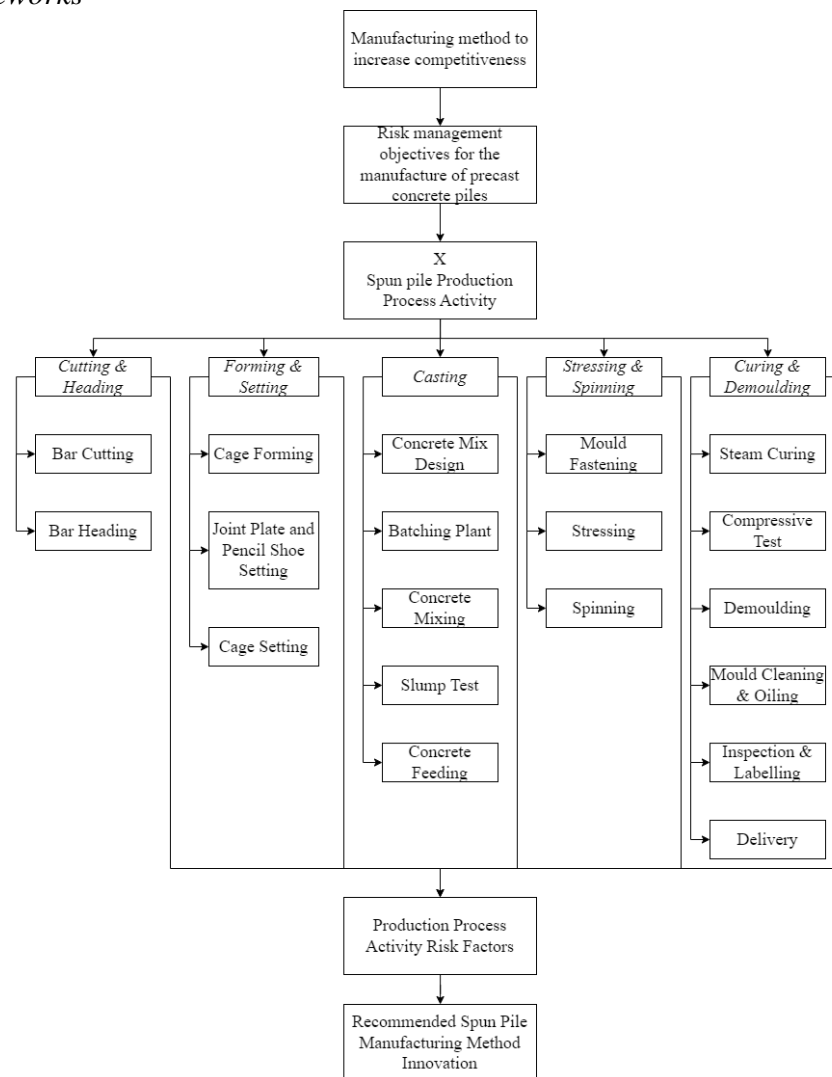 Manufacturing method to
increase competitiveness
Risk management
objectives for the
manufacture of precast
concrete piles
X
Spun pile Production
Process Activity
Cutting &
Heading
Bar Cutting
Bar Heading
Forming &
Setting
Cage Forming
Joint Plate and
Pencil Shoe
Setting
Cage Setting
Casting
Concrete Mix
Design
Batching Plant
Concrete
Mixing
Slump Test
Concrete
Feeding
Stressing &
Spinning
Mould
Fastening
Stressing
Spinning
Curing &
Demoulding
Steam Curing
Compressive
Test
Demoulding
Mould Cleaning
& Oiling
Inspection &
Labelling
Delivery
Production Process
Activity Risk Factors
Recommended Spun Pile
Manufacturing Method
Innovation